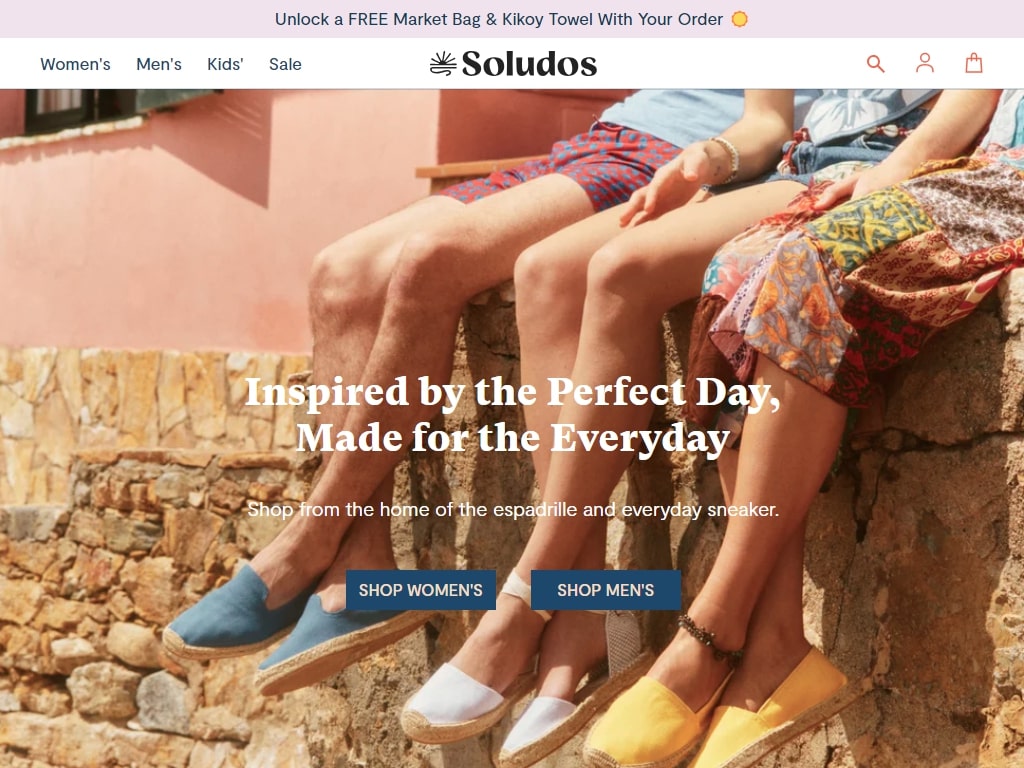 Unlock a FREE Market Bag & Kikoy Towel With Your Order
Women's Men's Kids' Sale
Soludos
Inspired by the Perfect Day,
Made for the Everyday
Shop from the home of the espadrille and everyday sneaker.
SHOP WOMEN'S SHOP MEN'S